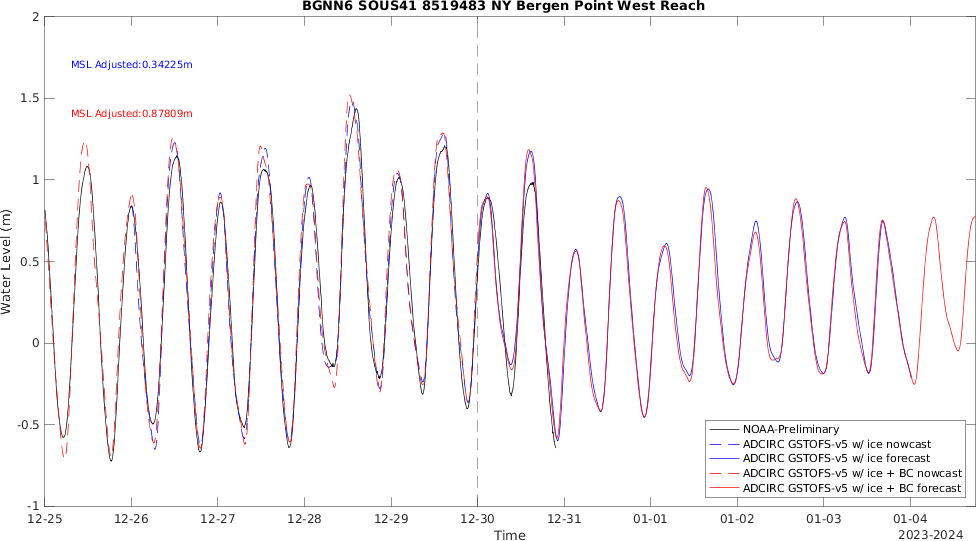 BGNN6 SOUS41 8519483 NY Bergen Point West Reach
2
MSL Adjusted:0.34225m
1.5
MSL Adjusted:0.87809m
1
Water Level (m)
0.5
0
-0.5
-1
NOAA-Preliminary
ADCIRC GSTOFS-v5 w/ ice nowcast
ADCIRC GSTOFS-v5 w/ ice forecast
ADCIRC GSTOFS-v5 w/ ice + BC nowcast
ADCIRC GSTOFS-v5 w/ ice + BC forecast
12-25 12-26 12-27 12-28 12-29 12-30 12-31 01-01 01-02 01-03 01-04
Time
2023-2024